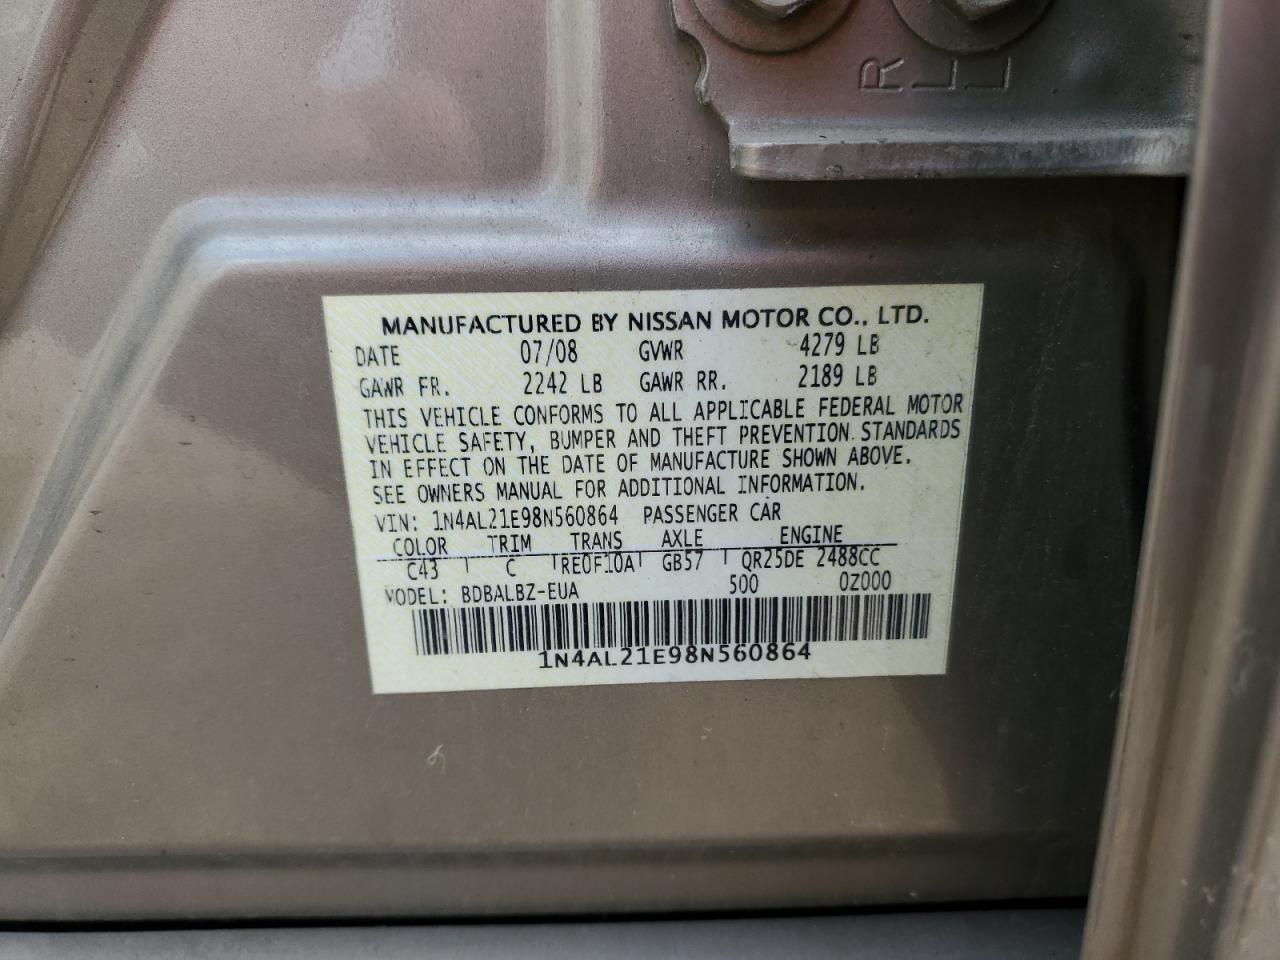 R L L
MANUFACTURED BY NISSAN MOTOR CO., LTD.
DATE 07/08 GVWR 4279 LB
GAWR FR. 2242 LB GAWR RR. 2189 LB
THIS VEHICLE CONFORMS TO ALL APPLICABLE FEDERAL MOTOR
VEHICLE SAFETY, BUMPER AND THEFT PREVENTION STANDARDS
IN EFFECT ON THE DATE OF MANUFACTURE SHOWN ABOVE.
SEE OWNERS MANUAL FOR ADDITIONAL INFORMATION.
VIN: 1N4AL21E98N560864 PASSENGER CAR
COLOR TRIM TRANS AXLE ENGINE
C43 C RE0F10A GB57 QR25DE 2488CC
MODEL: BDBALBZ-EUA 500 0Z000
1N4AL21E98N560864